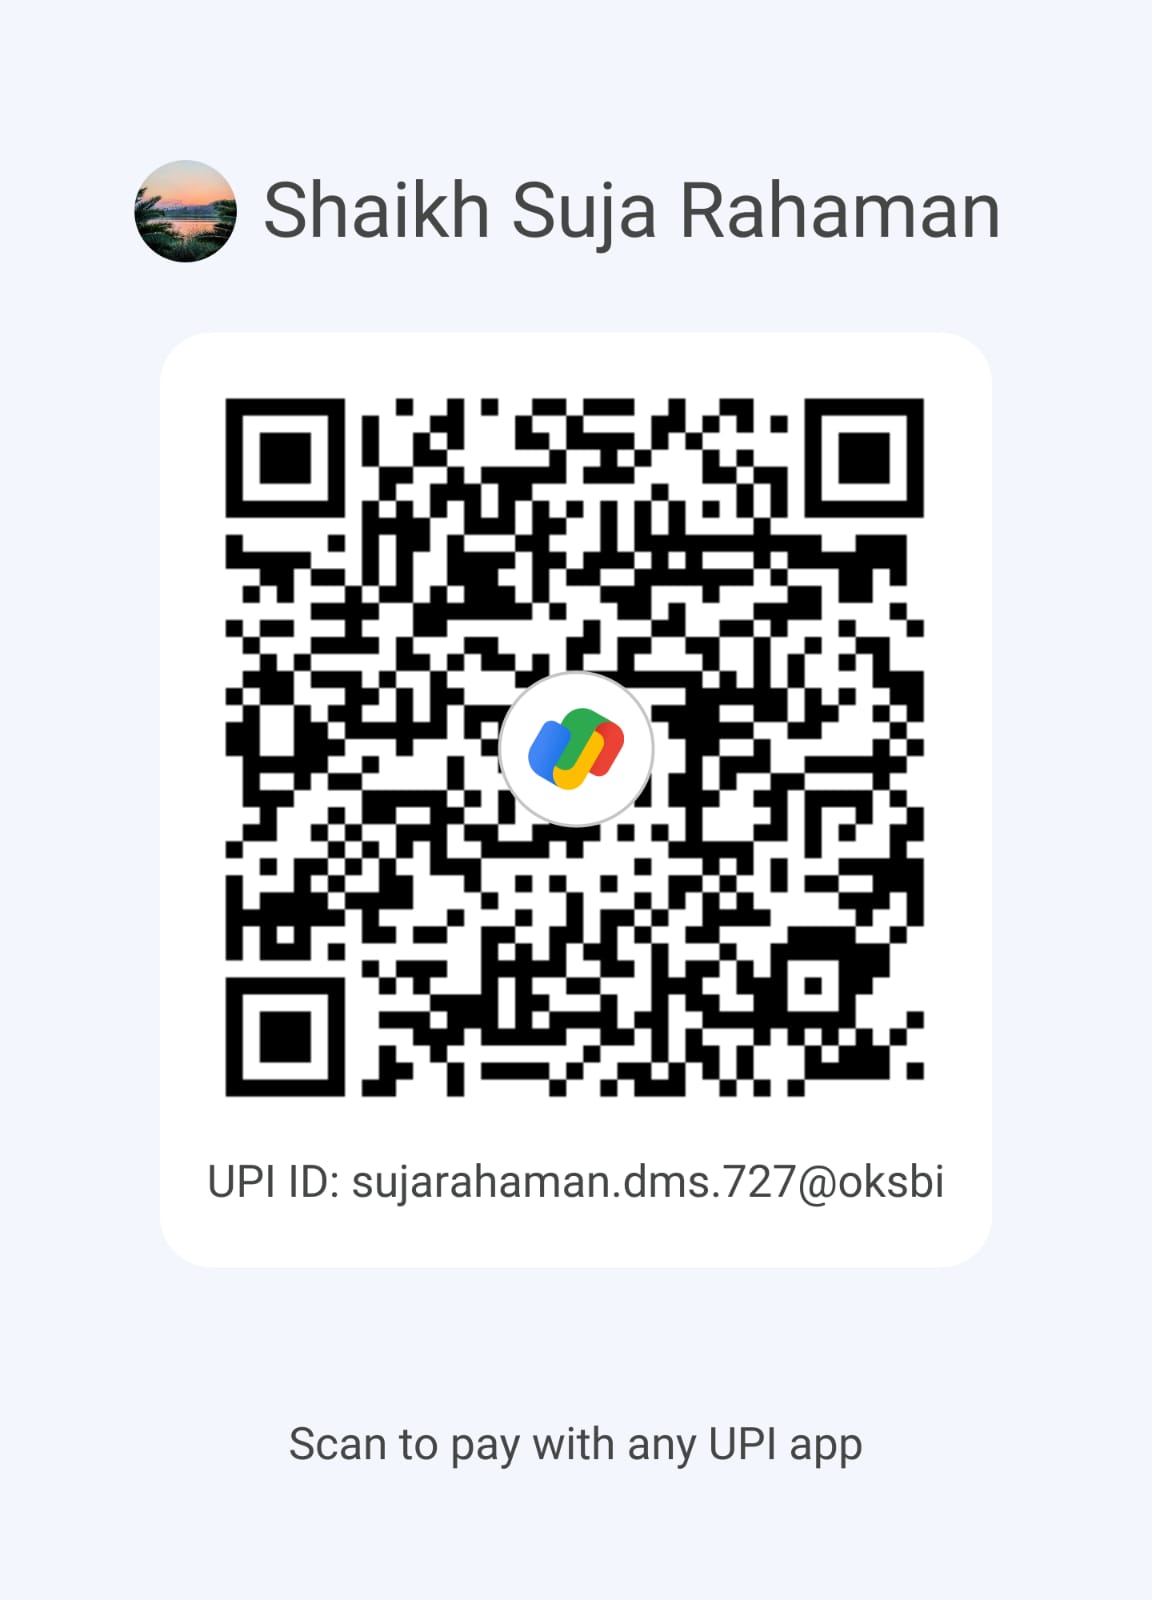 Shaikh Suja Rahaman
UPI ID: sujarahaman.dms.727@oksbi
Scan to pay with any UPI app